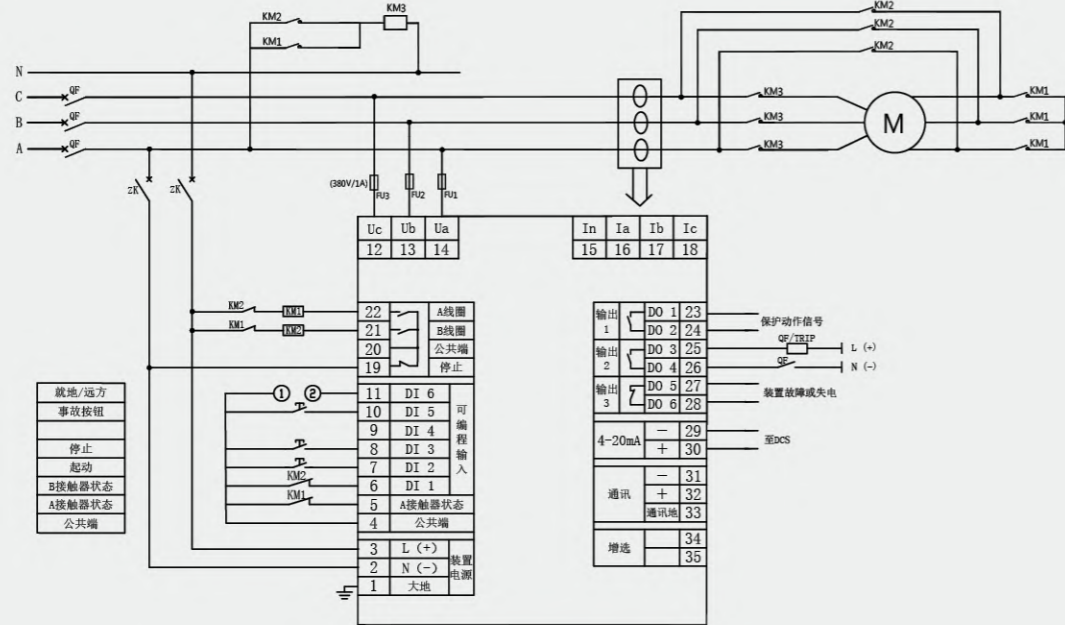 KM2
KM3
KM1
KM2
KM2
KM2
N
C
QF
B
QF
A
QF
KM3
KM3
KM3
M
KM1
KM1
KM1
ZK
ZK
(380V/1A)
FU3
FU2
FU1
Uc Ub Ua
12 13 14
In Ia Ib Ic
15 16 17 18
KM2 KM1 22 A线圈
KM1 KM2 21 B线圈
20 公共端
19 停止
就地/远方
事故按钮
停止
起动
B接触器状态
A接触器状态
公共端
① ② 11 DI 6
10 DI 5
9 DI 4
8 DI 3
7 DI 2
KM2 6 DI 1
可编程输入
KM1 5 A接触器状态
4 公共端
3 L (+)
2 N (-)
1 大地
装置电源
输出1 DO 1 23
DO 2 24
保护动作信号
输出2 DO 3 25
DO 4 26
QF/TRIP L (+)
QF N (-)
输出3 DO 5 27
DO 6 28
装置故障或失电
4-20mA − 29
+ 30
至DCS
通讯 − 31
+ 32
通讯地 33
增选 34
35